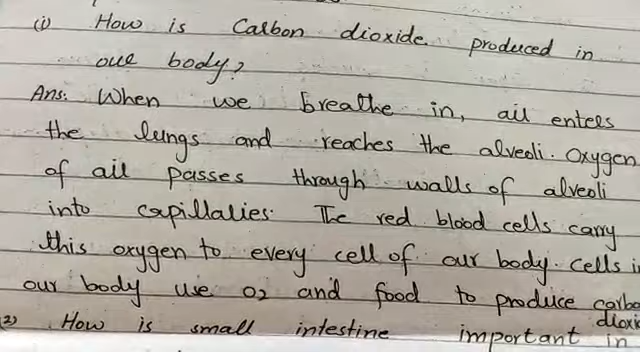 (i) How is Carbon dioxide produced in
our body?
Ans: When we breathe in, air enters
the lungs and reaches the alveoli. Oxygen
of air passes through walls of alveoli
into capillaries. The red blood cells carry
this oxygen to every cell of our body. Cells in
our body use O2 and food to produce carbo
dioxi
2) How is small intestine important in